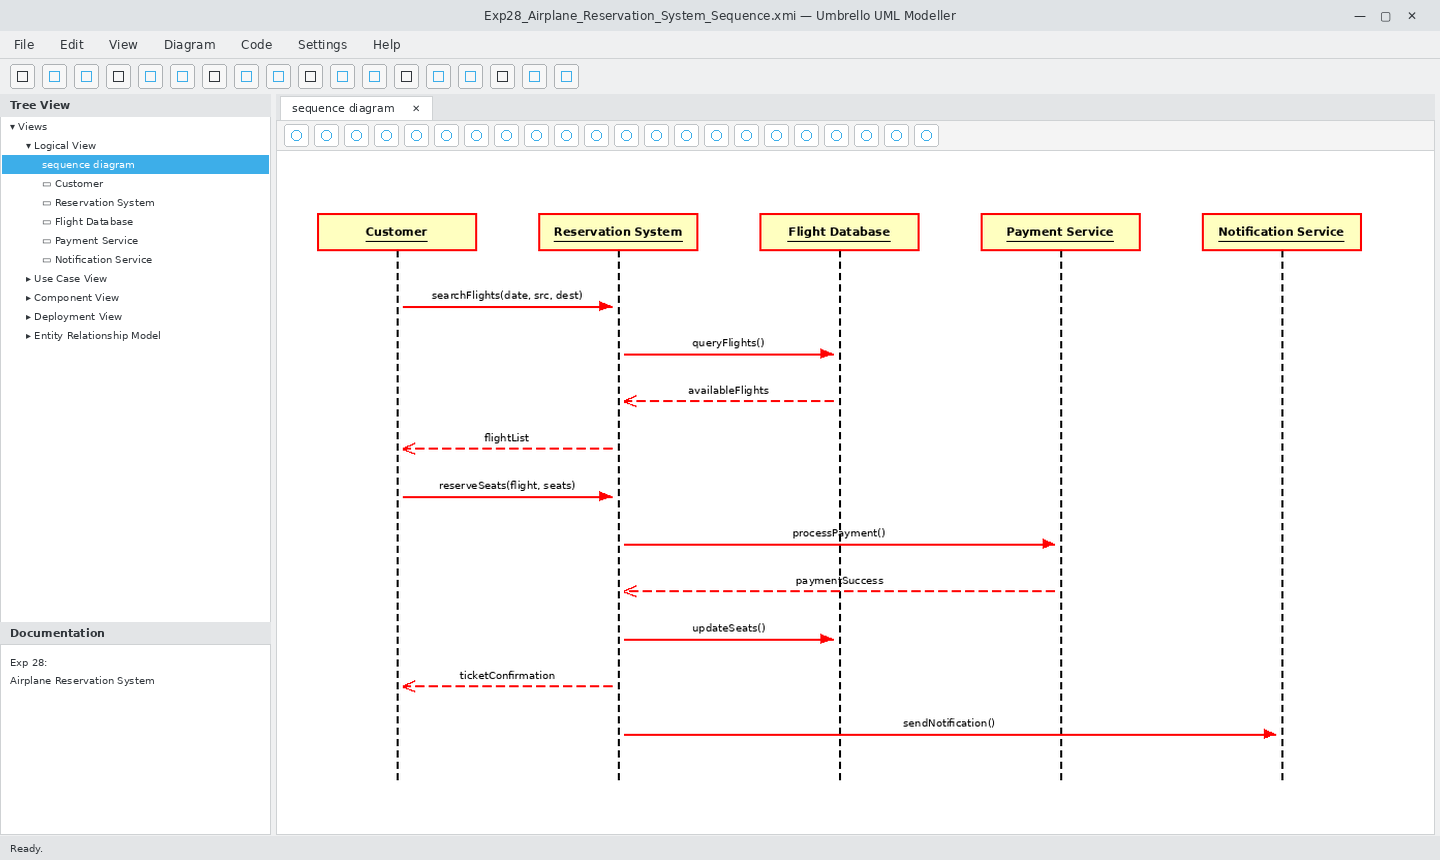 Exp28_Airplane_Reservation_System_Sequence.xmi — Umbrello UML Modeller
File Edit View Diagram Code Settings Help
Tree View
Views
Logical View
sequence diagram
Customer
Reservation System
Flight Database
Payment Service
Notification Service
Use Case View
Component View
Deployment View
Entity Relationship Model
Documentation
Exp 28:
Airplane Reservation System
sequence diagram
Customer Reservation System Flight Database Payment Service Notification Service
searchFlights(date, src, dest)
queryFlights()
availableFlights
flightList
reserveSeats(flight, seats)
processPayment()
paymentSuccess
updateSeats()
ticketConfirmation
sendNotification()
Ready.